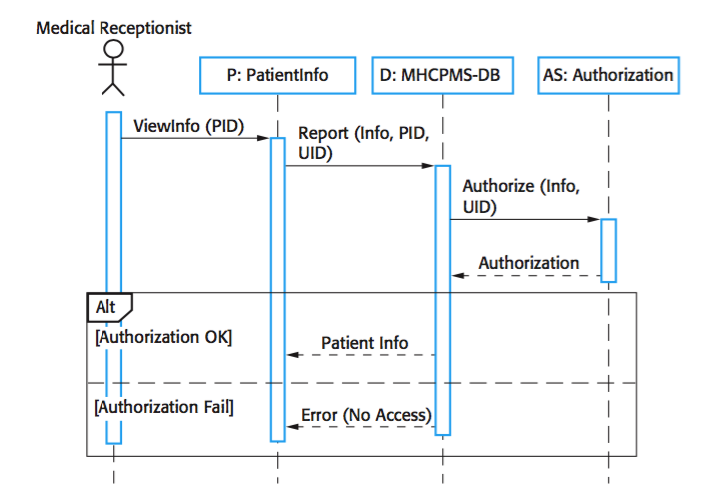 Medical Receptionist
P: PatientInfo
D: MHCPMS-DB
AS: Authorization
ViewInfo (PID)
Report (Info, PID,
UID)
Authorize (Info,
UID)
Authorization
Alt
[Authorization OK]
Patient Info
[Authorization Fail]
Error (No Access)